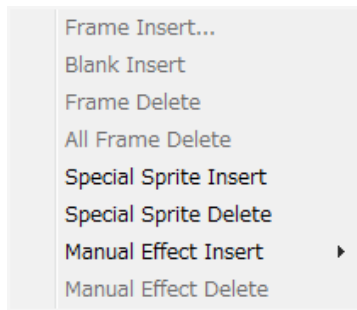 Frame Insert...
Blank Insert
Frame Delete
All Frame Delete
Special Sprite Insert
Special Sprite Delete
Manual Effect Insert
Manual Effect Delete